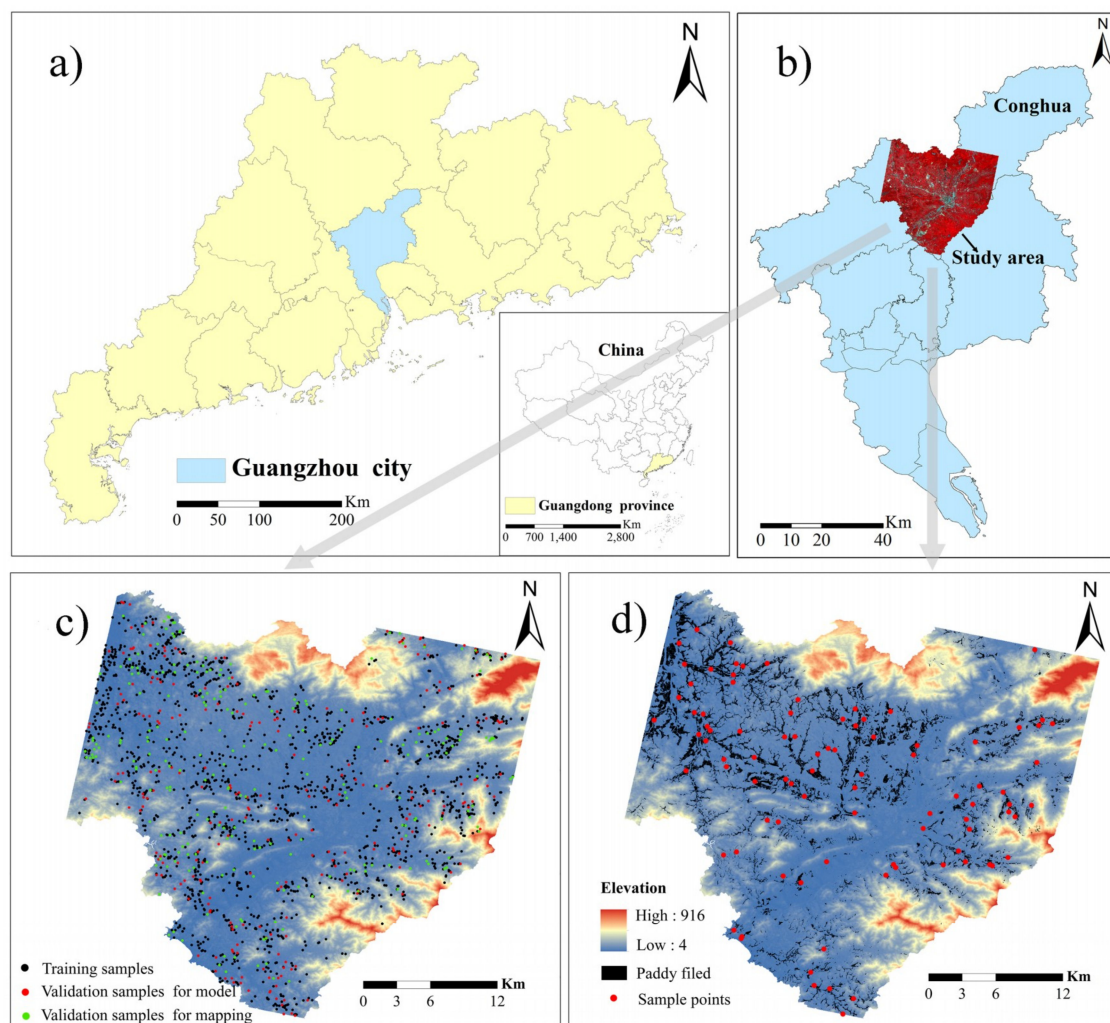 a)
N
Guangzhou city
Km
0 50 100 200
China
Guangdong province
Km
0 700 1,400 2,800
b)
N
Conghua
Study area
Km
0 10 20 40
c)
N
Training samples
Validation samples for model
Validation samples for mapping
Km
0 3 6 12
d)
N
Elevation
High : 916
Low : 4
Paddy filed
Sample points
Km
0 3 6 12